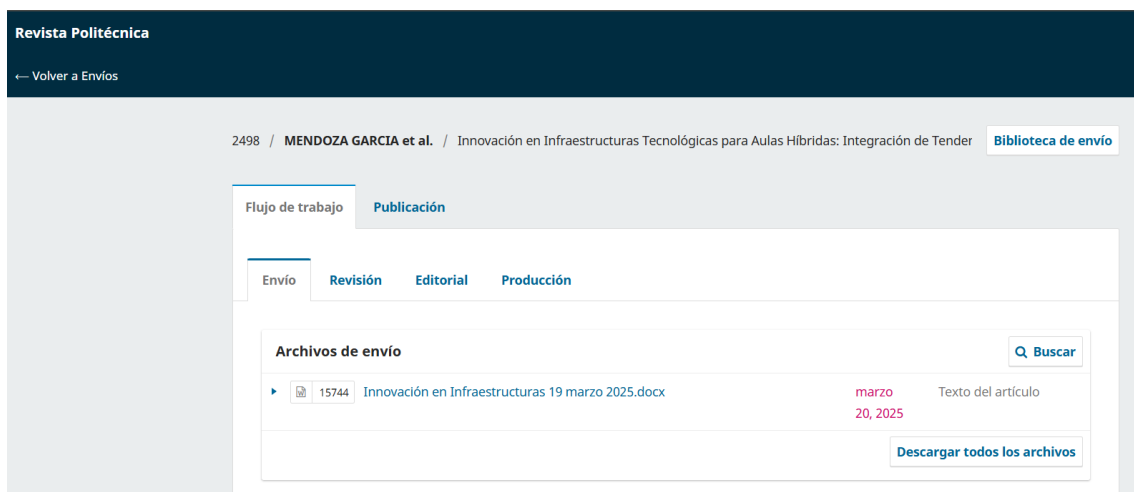 Revista Politécnica
← Volver a Envíos
2498 / MENDOZA GARCIA et al. / Innovación en Infraestructuras Tecnológicas para Aulas Híbridas: Integración de Tender
Biblioteca de envío
Flujo de trabajo
Publicación
Envío
Revisión
Editorial
Producción
Archivos de envío
Buscar
15744 Innovación en Infraestructuras 19 marzo 2025.docx
marzo
20, 2025
Texto del artículo
Descargar todos los archivos